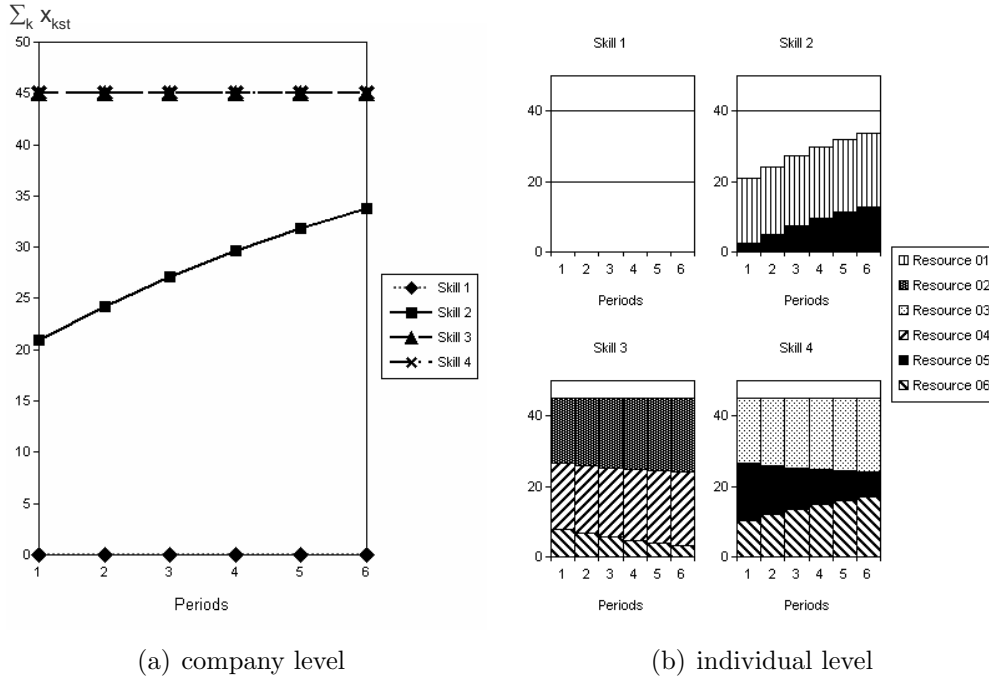 ∑k xkst
50
45
40
35
30
25
20
15
10
5
0
1 2 3 4 5 6
Periods
Skill 1
Skill 2
Skill 3
Skill 4
(a) company level
Skill 1
40
20
0
1 2 3 4 5 6
Periods
Skill 2
40
20
0
1 2 3 4 5 6
Periods
Skill 3
40
20
0
1 2 3 4 5 6
Periods
Skill 4
40
20
0
1 2 3 4 5 6
Periods
Resource 01
Resource 02
Resource 03
Resource 04
Resource 05
Resource 06
(b) individual level